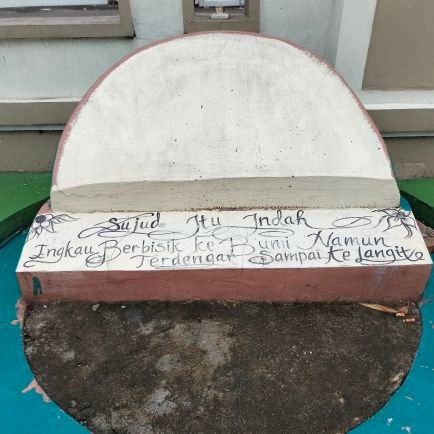 Sujud Itu Indah
Engkau Berbisik ke Bumi Namun
Terdengar Sampai Ke Langit